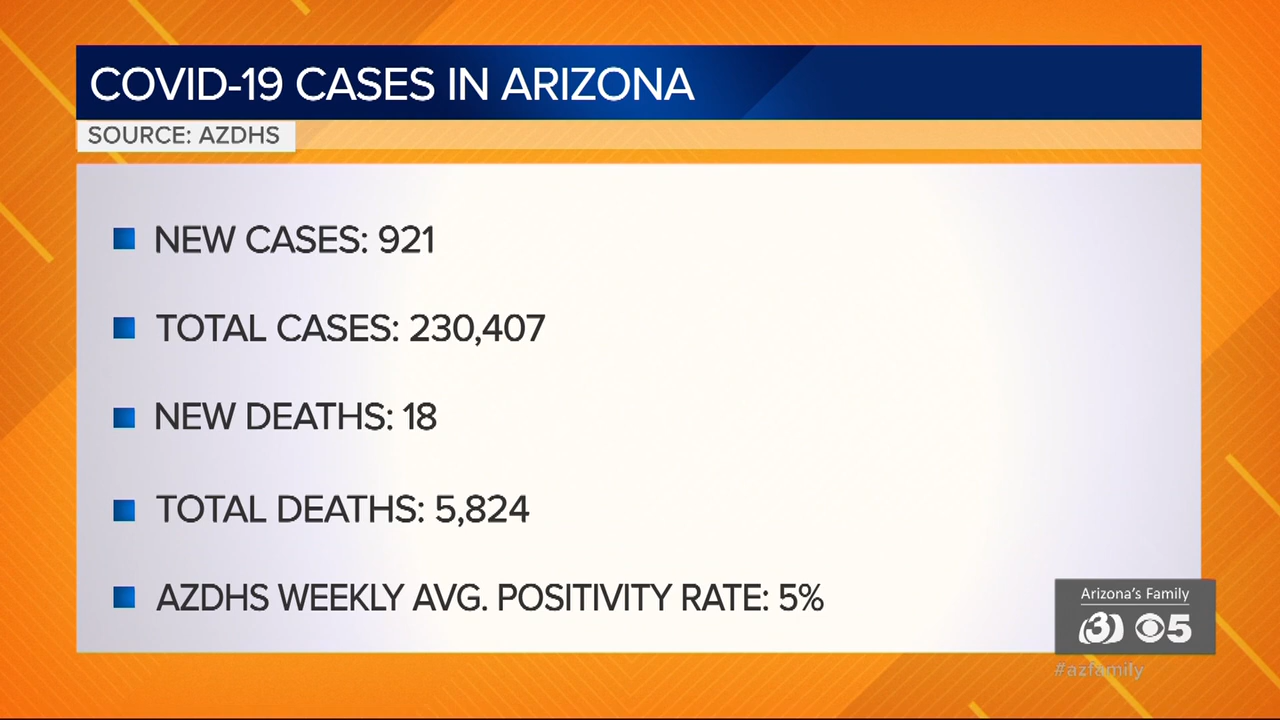 COVID-19 CASES IN ARIZONA
SOURCE: AZDHS
NEW CASES: 921
TOTAL CASES: 230,407
NEW DEATHS: 18
TOTAL DEATHS: 5,824
AZDHS WEEKLY AVG. POSITIVITY RATE: 5%
Arizona's Family
3 5
#azfamily